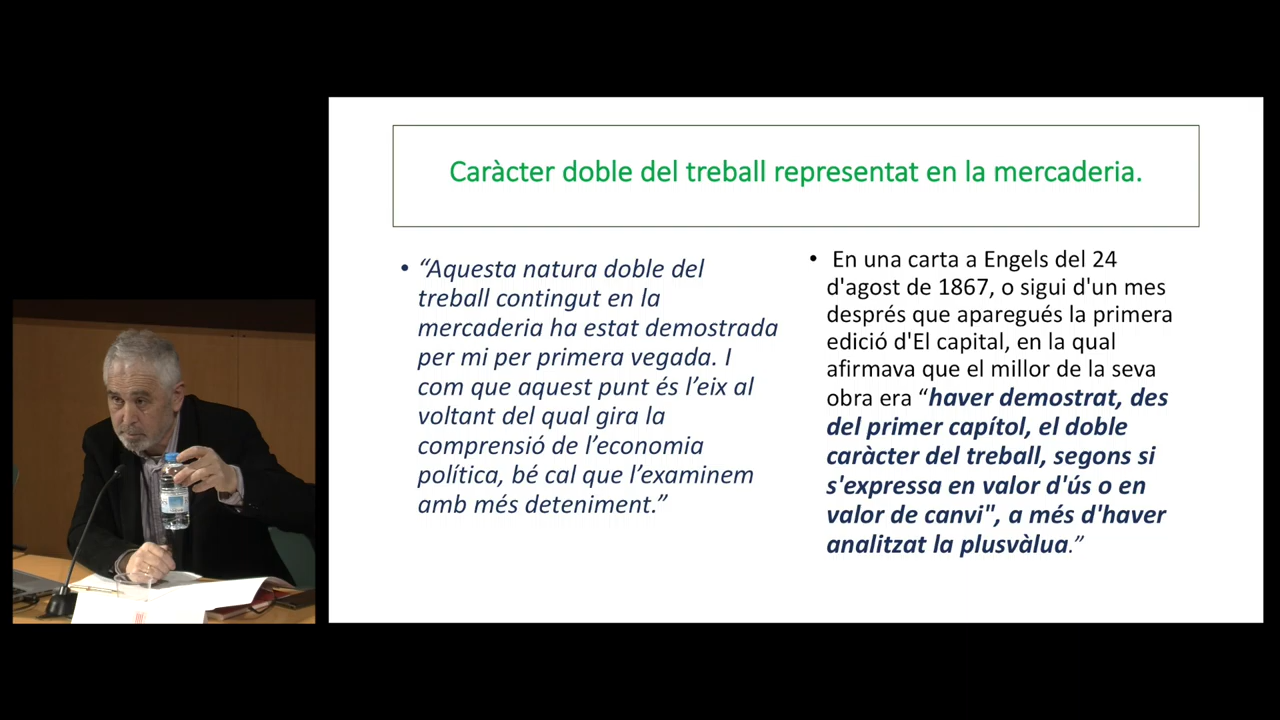 Caràcter doble del treball representat en la mercaderia.
• “Aquesta natura doble del
treball contingut en la
mercaderia ha estat demostrada
per mi per primera vegada. I
com que aquest punt és l’eix al
voltant del qual gira la
comprensió de l’economia
política, bé cal que l’examinem
amb més deteniment.”
• En una carta a Engels del 24
d'agost de 1867, o sigui d'un mes
després que aparegués la primera
edició d'El capital, en la qual
afirmava que el millor de la seva
obra era “haver demostrat, des
del primer capítol, el doble
caràcter del treball, segons si
s'expressa en valor d'ús o en
valor de canvi", a més d'haver
analitzat la plusvàlua.”